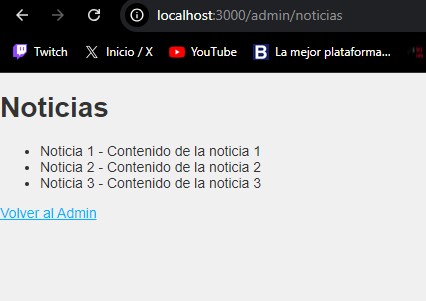 localhost:3000/admin/noticias
Twitch Inicio / X YouTube La mejor plataforma...
Noticias
• Noticia 1 - Contenido de la noticia 1
• Noticia 2 - Contenido de la noticia 2
• Noticia 3 - Contenido de la noticia 3
Volver al Admin